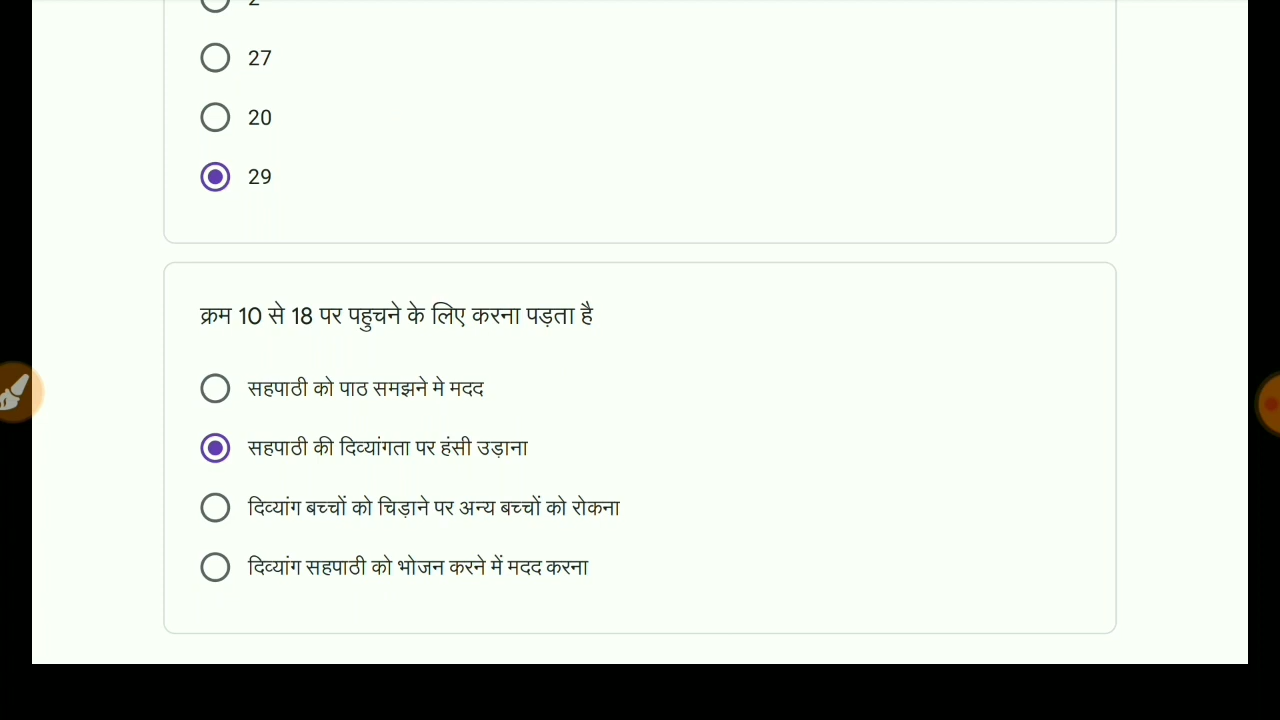 2
27
20
29
क्रम 10 से 18 पर पहुचने के लिए करना पड़ता है
सहपाठी को पाठ समझने मे मदद
सहपाठी की दिव्यांगता पर हंसी उड़ाना
दिव्यांग बच्चों को चिड़ाने पर अन्य बच्चों को रोकना
दिव्यांग सहपाठी को भोजन करने में मदद करना